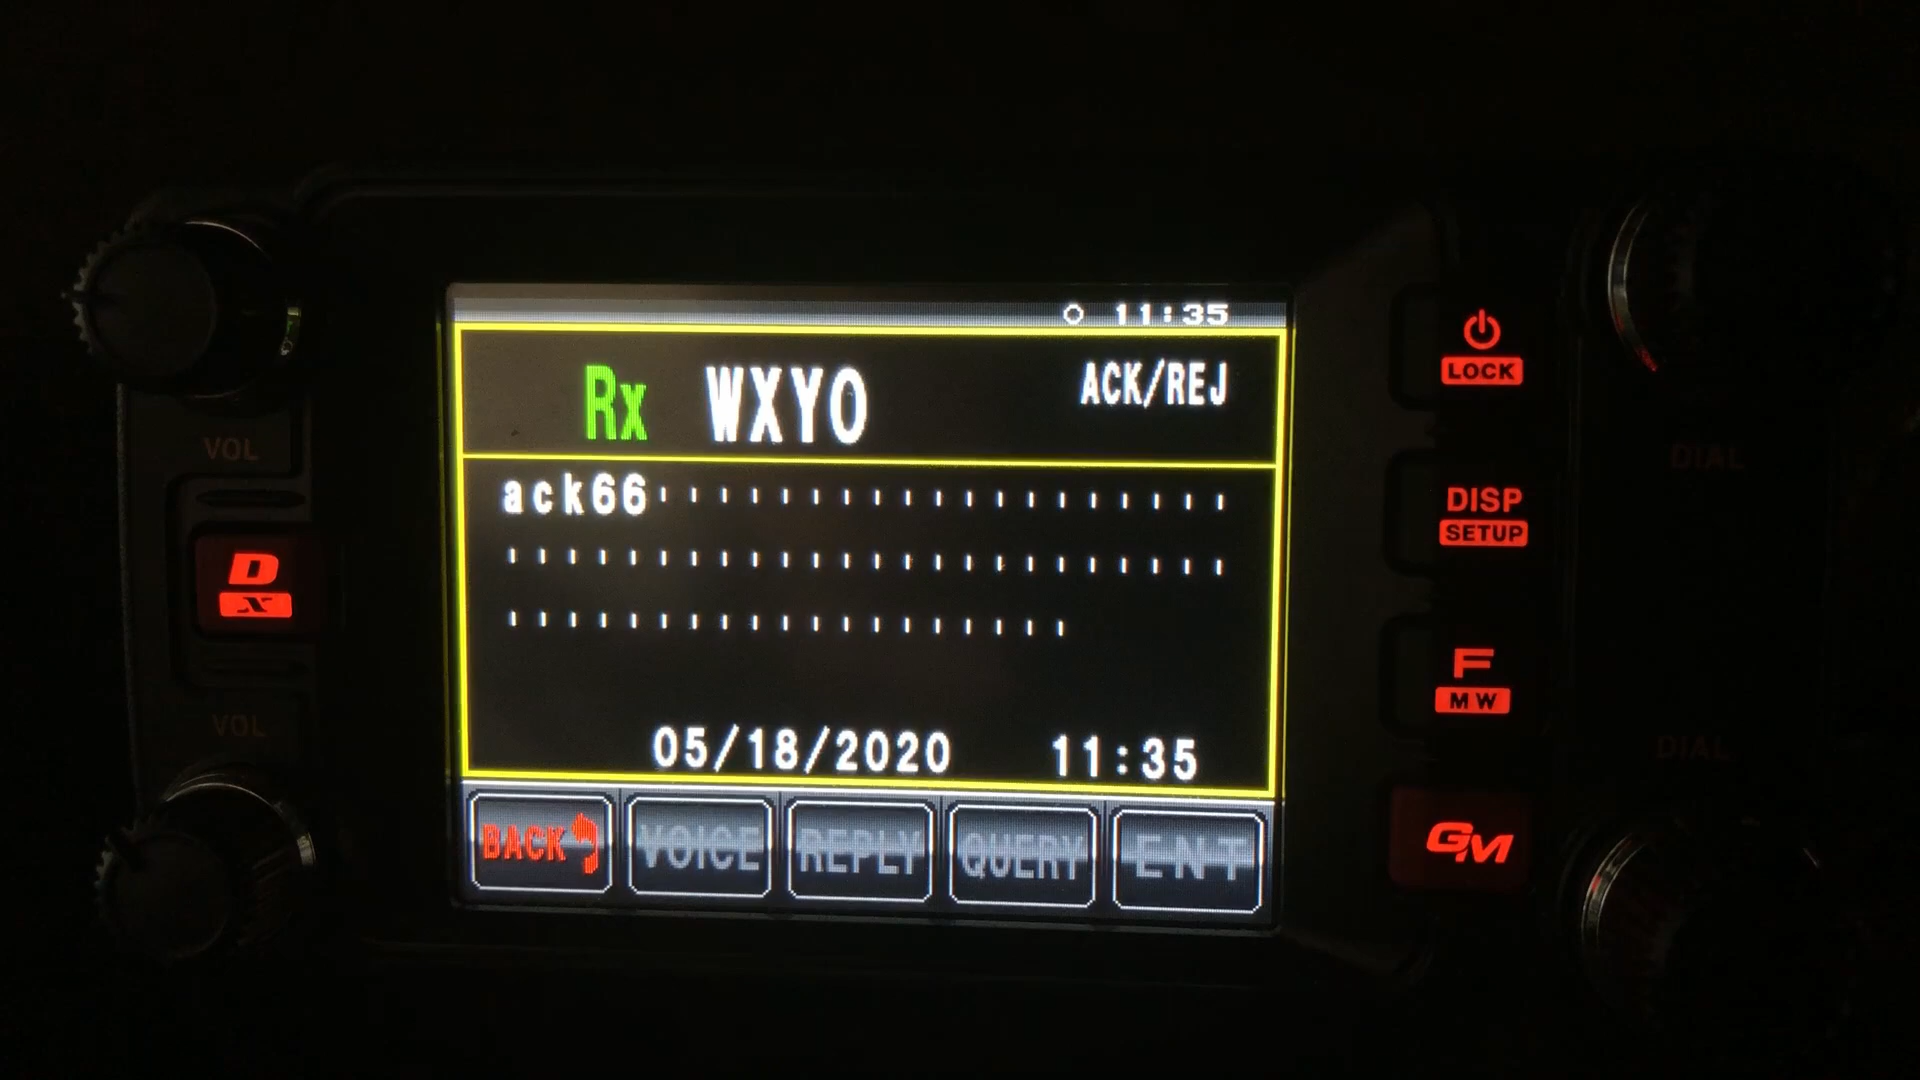 11:35
Rx WXYO ACK/REJ
ack66
05/18/2020 11:35
BACK VOICE REPLY QUERY ENT
VOL
D
X
VOL
LOCK
DISP
SETUP
F
MW
GM
DIAL
DIAL